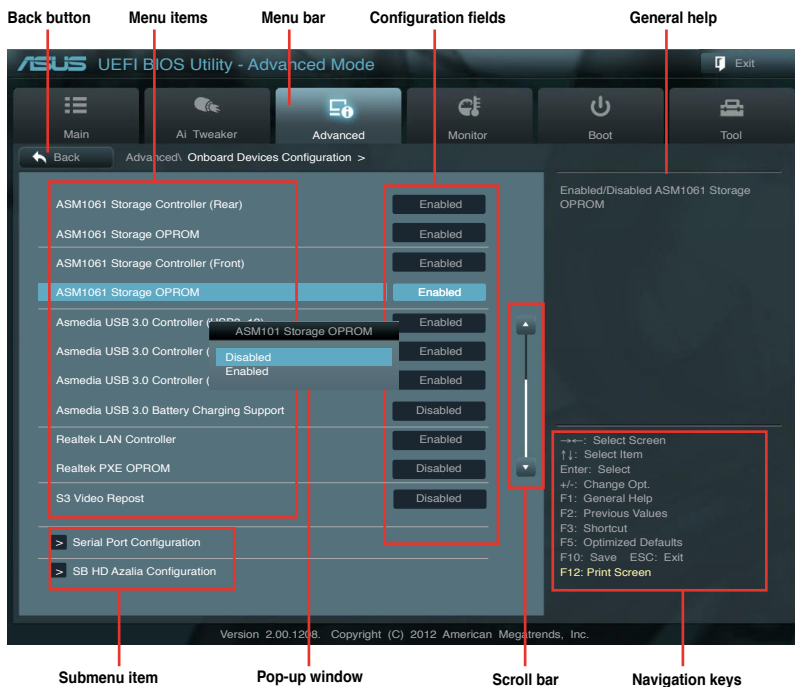 Back button Menu items Menu bar Configuration fields General help
ASUS UEFI BIOS Utility - Advanced Mode Exit
Main Ai Tweaker Advanced Monitor Boot Tool
Back Advanced\ Onboard Devices Configuration >
Enabled/Disabled ASM1061 Storage
OPROM
ASM1061 Storage Controller (Rear) Enabled
ASM1061 Storage OPROM Enabled
ASM1061 Storage Controller (Front) Enabled
ASM1061 Storage OPROM Enabled
Asmedia USB 3.0 Controller ( Enabled
ASM101 Storage OPROM
Asmedia USB 3.0 Controller ( Enabled
Disabled
Enabled
Asmedia USB 3.0 Controller ( Enabled
Asmedia USB 3.0 Battery Charging Support Disabled
Realtek LAN Controller Enabled
Realtek PXE OPROM Disabled
S3 Video Repost Disabled
> Serial Port Configuration
> SB HD Azalia Configuration
→←: Select Screen
↑↓: Select Item
Enter: Select
+/-: Change Opt.
F1: General Help
F2: Previous Values
F3: Shortcut
F5: Optimized Defaults
F10: Save ESC: Exit
F12: Print Screen
Version 2.00.1208. Copyright (C) 2012 American Megatrends, Inc.
Submenu item Pop-up window Scroll bar Navigation keys